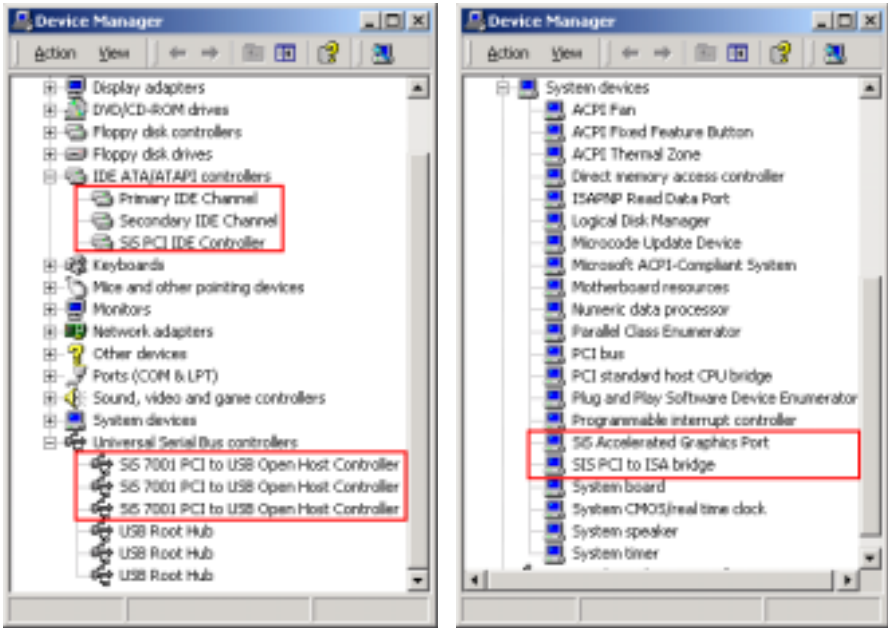 Device Manager
Action View
Display adapters
DVD/CD-ROM drives
Floppy disk controllers
Floppy disk drives
IDE ATA/ATAPI controllers
Primary IDE Channel
Secondary IDE Channel
SiS PCI IDE Controller
Keyboards
Mice and other pointing devices
Monitors
Network adapters
Other devices
Ports (COM & LPT)
Sound, video and game controllers
System devices
Universal Serial Bus controllers
SiS 7001 PCI to USB Open Host Controller
SiS 7001 PCI to USB Open Host Controller
SiS 7001 PCI to USB Open Host Controller
USB Root Hub
USB Root Hub
USB Root Hub
Device Manager
Action View
System devices
ACPI Fan
ACPI Fixed Feature Button
ACPI Thermal Zone
Direct memory access controller
ISAPNP Read Data Port
Logical Disk Manager
Microcode Update Device
Microsoft ACPI-Compliant System
Motherboard resources
Numeric data processor
Parallel Class Enumerator
PCI bus
PCI standard host CPU bridge
Plug and Play Software Device Enumerator
Programmable interrupt controller
SiS Accelerated Graphics Port
SIS PCI to ISA bridge
System board
System CMOS/real time clock
System speaker
System timer